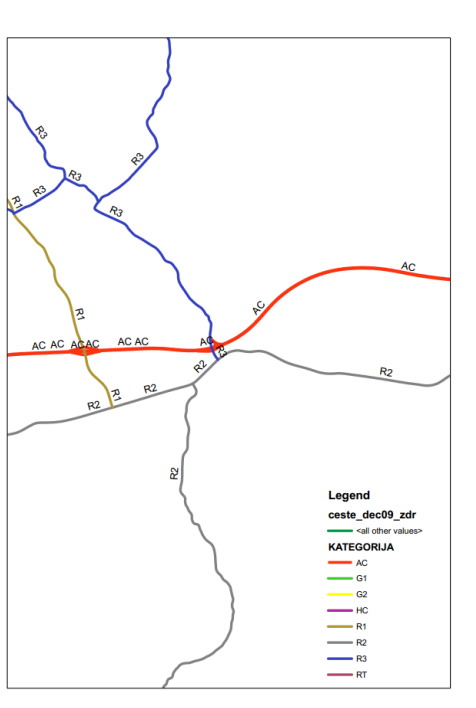 R3
R3
R3
R3
R1
R3
AC
AC
R1
AC AC
AC
AC
AC AC
AC
R3
R2
R2
R2
R1
R2
R2
Legend
ceste_dec09_zdr
<all other values>
KATEGORIJA
AC
G1
G2
HC
R1
R2
R3
RT